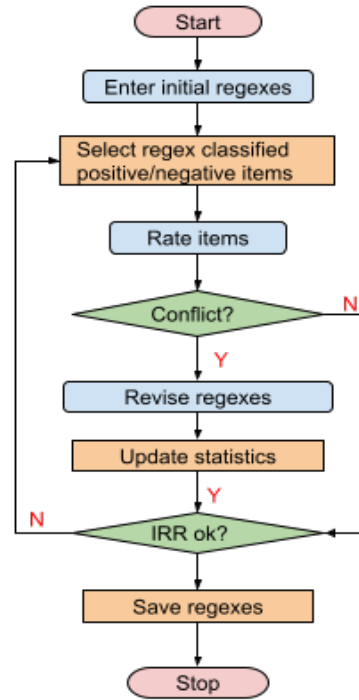 Start
Enter initial regexes
Select regex classified
positive/negative items
Rate items
Conflict?
N
Y
Revise regexes
Update statistics
Y
N
IRR ok?
Save regexes
Stop